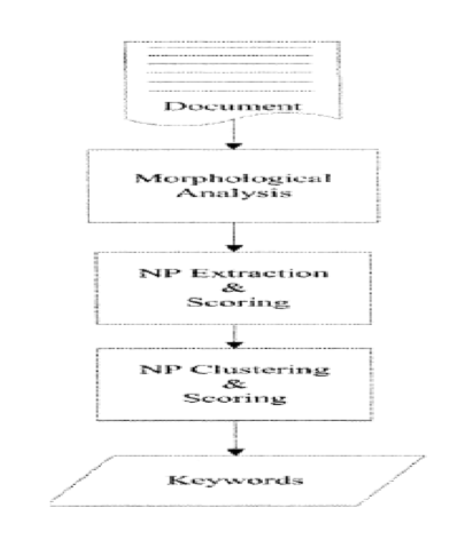 Document
Morphological
Analysis
NP Extraction
&
Scoring
NP Clustering
&
Scoring
Keywords